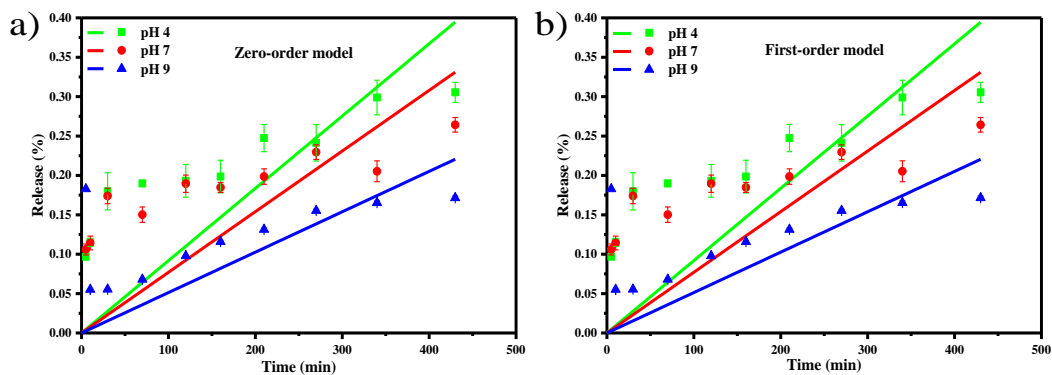 a)
Zero-order model
pH 4
pH 7
pH 9
Release (%)
0.40
0.35
0.30
0.25
0.20
0.15
0.10
0.05
0.00
0
100
200
300
400
500
Time (min)
b)
First-order model
pH 4
pH 7
pH 9
Release (%)
0.40
0.35
0.30
0.25
0.20
0.15
0.10
0.05
0.00
0
100
200
300
400
500
Time (min)